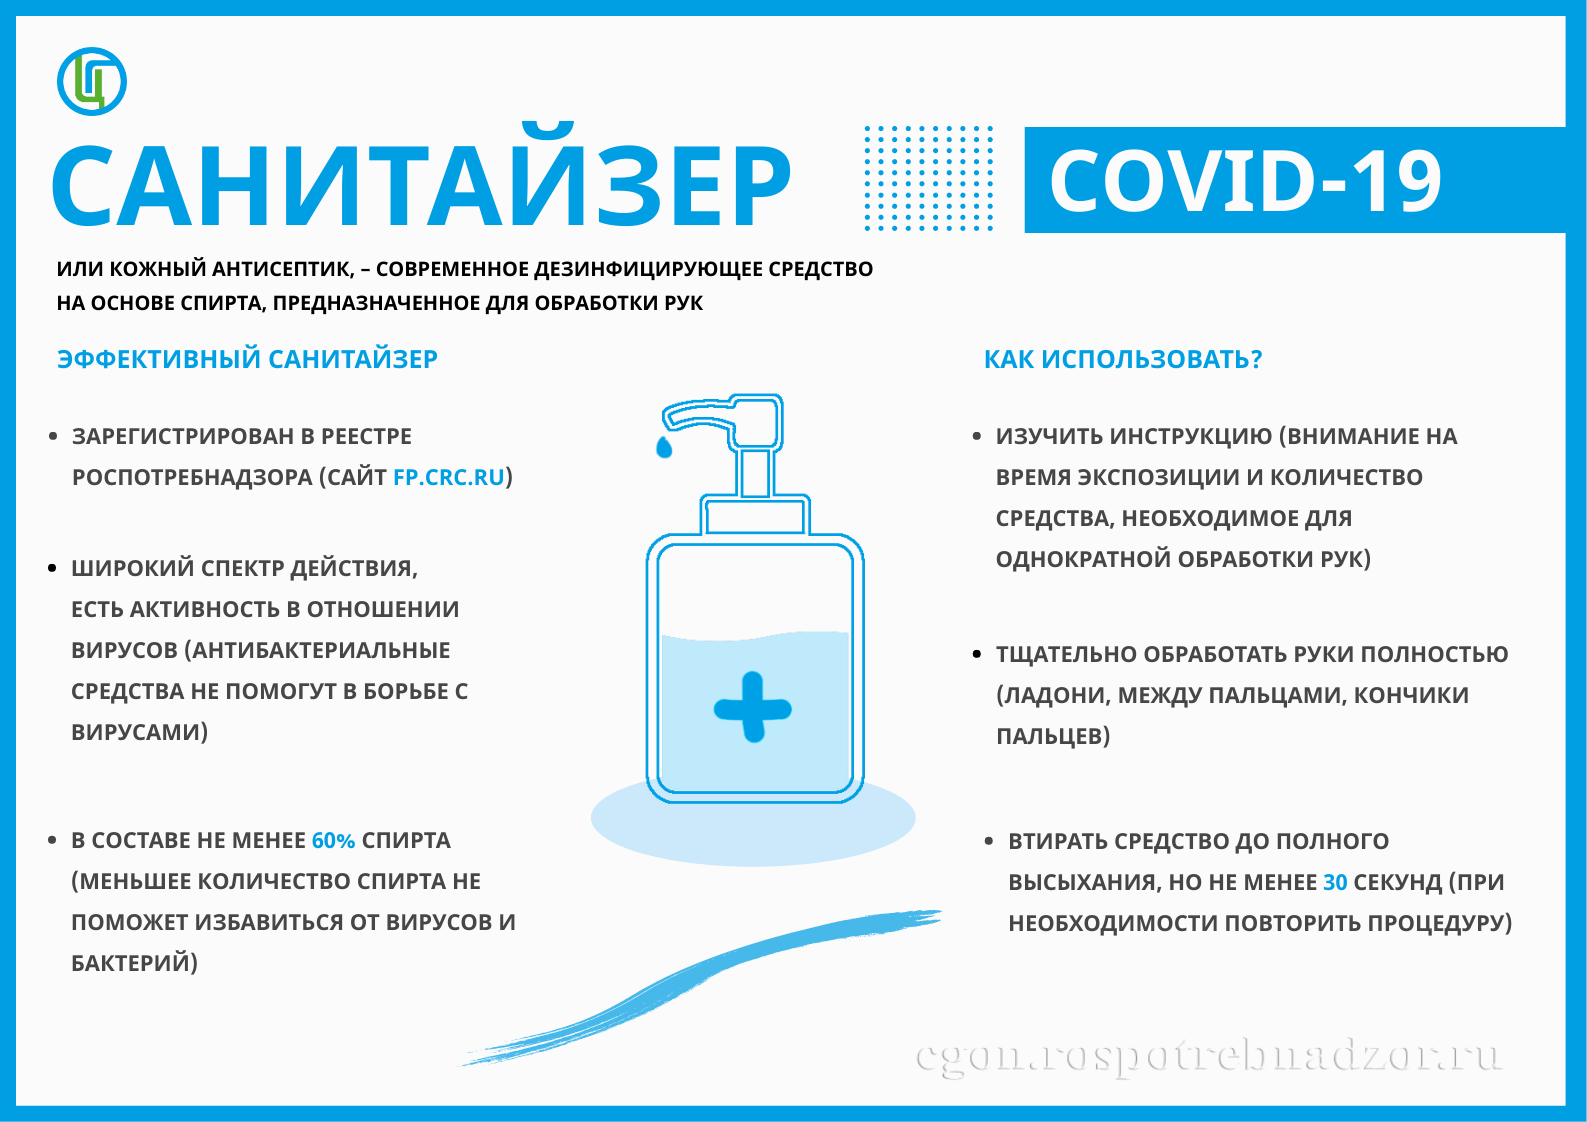 САНИТАЙЗЕР
COVID-19
ИЛИ КОЖНЫЙ АНТИСЕПТИК, – СОВРЕМЕННОЕ ДЕЗИНФИЦИРУЮЩЕЕ СРЕДСТВО
НА ОСНОВЕ СПИРТА, ПРЕДНАЗНАЧЕННОЕ ДЛЯ ОБРАБОТКИ РУК
ЭФФЕКТИВНЫЙ САНИТАЙЗЕР
• ЗАРЕГИСТРИРОВАН В РЕЕСТРЕ
РОСПОТРЕБНАДЗОРА (САЙТ FP.CRC.RU)
• ШИРОКИЙ СПЕКТР ДЕЙСТВИЯ,
ЕСТЬ АКТИВНОСТЬ В ОТНОШЕНИИ
ВИРУСОВ (АНТИБАКТЕРИАЛЬНЫЕ
СРЕДСТВА НЕ ПОМОГУТ В БОРЬБЕ С
ВИРУСАМИ)
• В СОСТАВЕ НЕ МЕНЕЕ 60% СПИРТА
(МЕНЬШЕЕ КОЛИЧЕСТВО СПИРТА НЕ
ПОМОЖЕТ ИЗБАВИТЬСЯ ОТ ВИРУСОВ И
БАКТЕРИЙ)
КАК ИСПОЛЬЗОВАТЬ?
• ИЗУЧИТЬ ИНСТРУКЦИЮ (ВНИМАНИЕ НА
ВРЕМЯ ЭКСПОЗИЦИИ И КОЛИЧЕСТВО
СРЕДСТВА, НЕОБХОДИМОЕ ДЛЯ
ОДНОКРАТНОЙ ОБРАБОТКИ РУК)
• ТЩАТЕЛЬНО ОБРАБОТАТЬ РУКИ ПОЛНОСТЬЮ
(ЛАДОНИ, МЕЖДУ ПАЛЬЦАМИ, КОНЧИКИ
ПАЛЬЦЕВ)
• ВТИРАТЬ СРЕДСТВО ДО ПОЛНОГО
ВЫСЫХАНИЯ, НО НЕ МЕНЕЕ 30 СЕКУНД (ПРИ
НЕОБХОДИМОСТИ ПОВТОРИТЬ ПРОЦЕДУРУ)
cgon.rospotrebnadzor.ru